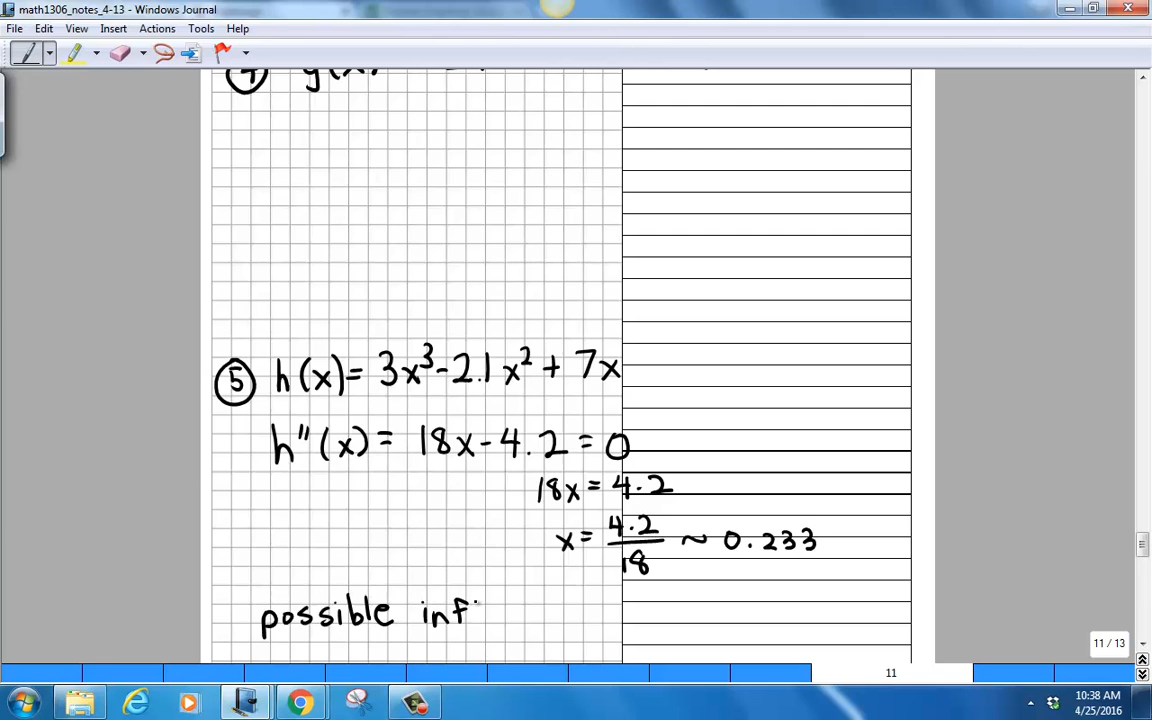 math1306_notes_4-13 - Windows Journal
File Edit View Insert Actions Tools Help
⑤ h(x)= 3x³-2.1x²+ 7x
h"(x)= 18x-4.2=0
18x=4.2
x= 4.2/18 ~ 0.233
possible inf
11 / 13
11
10:38 AM
4/25/2016